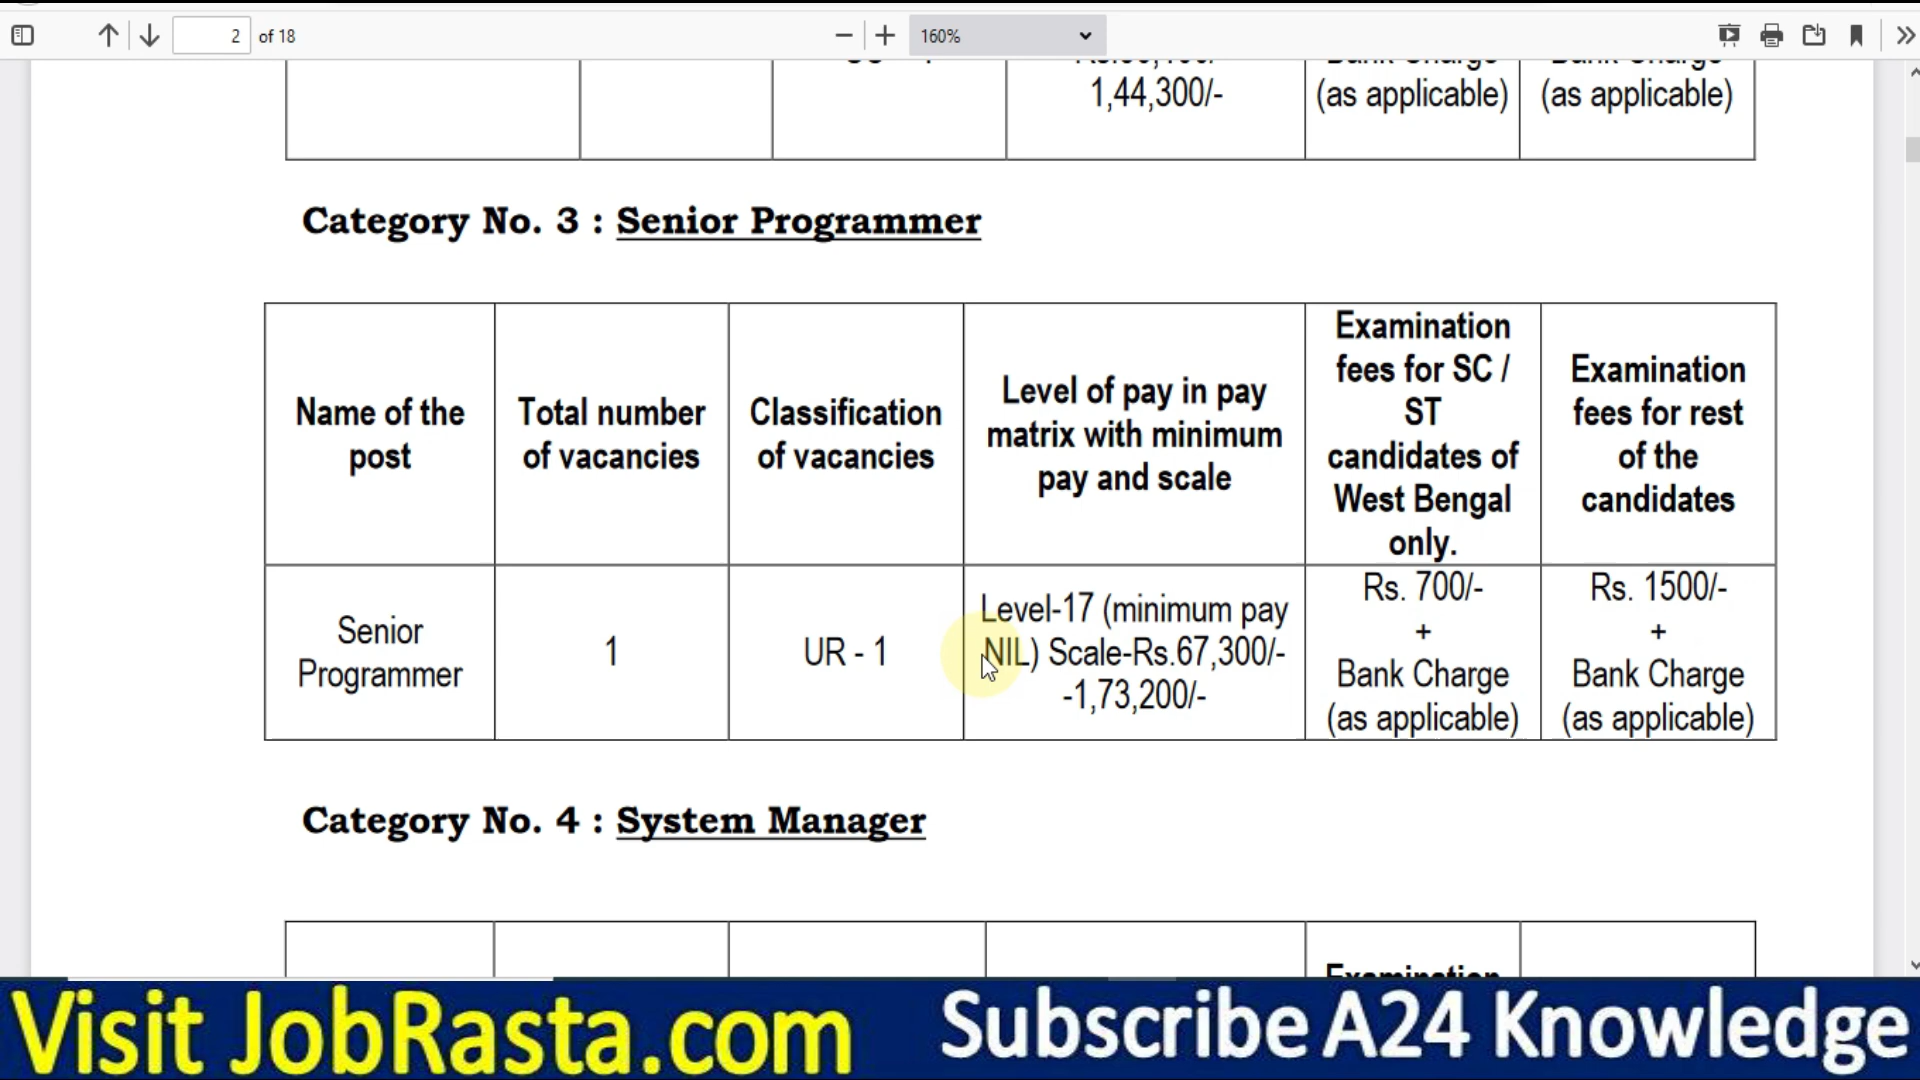 2 of 18
160%
1,44,300/-
(as applicable)
(as applicable)
Category No. 3 : Senior Programmer
Name of the post
Total number of vacancies
Classification of vacancies
Level of pay in pay matrix with minimum pay and scale
Examination fees for SC / ST candidates of West Bengal only.
Examination fees for rest of the candidates
Senior Programmer
1
UR - 1
Level-17 (minimum pay
NIL) Scale-Rs.67,300/-
-1,73,200/-
Rs. 700/-
+
Bank Charge
(as applicable)
Rs. 1500/-
+
Bank Charge
(as applicable)
Category No. 4 : System Manager
Examination
Visit JobRasta.com
Subscribe A24 Knowledge